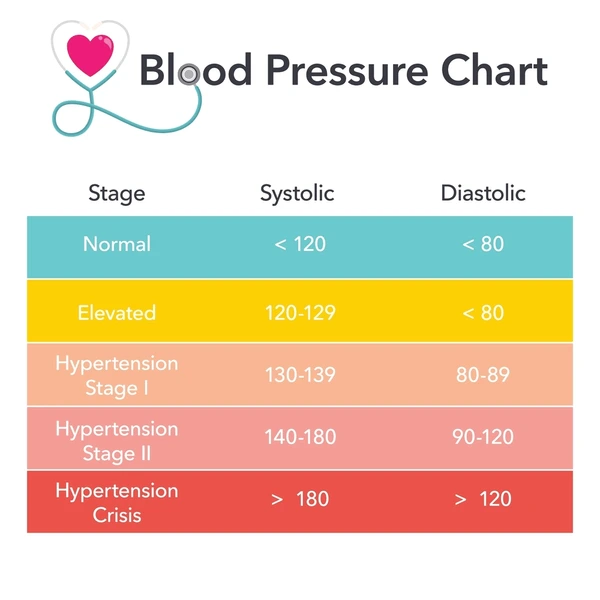 Blood Pressure Chart
Stage Systolic Diastolic
Normal < 120 < 80
Elevated 120-129 < 80
Hypertension
Stage I 130-139 80-89
Hypertension
Stage II 140-180 90-120
Hypertension
Crisis > 180 > 120